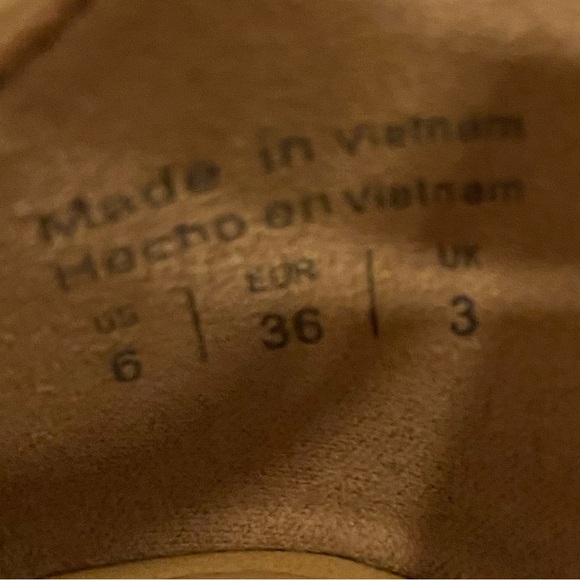 Made in Vietnam
Hecho en Vietnam
US | EUR | UK
6 | 36 | 3